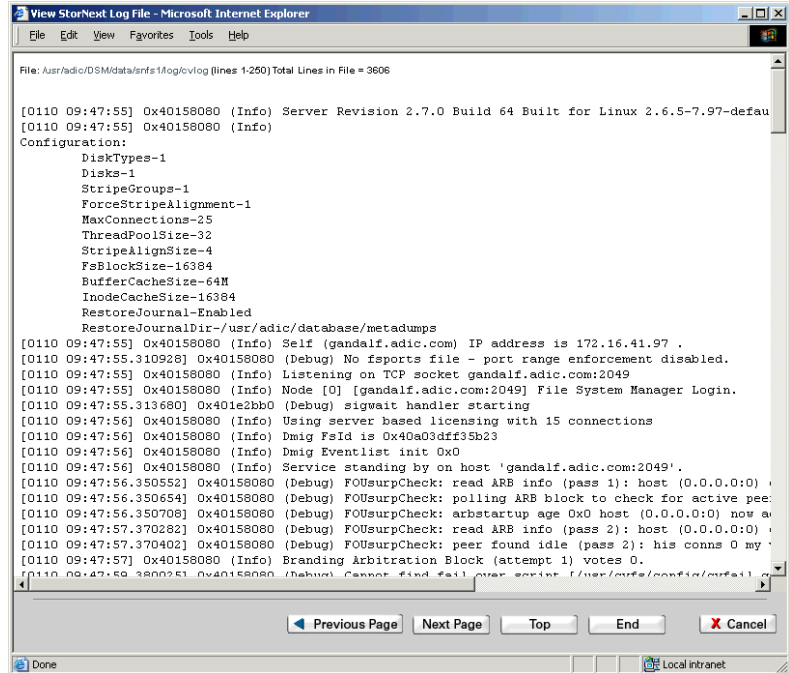 View StorNext Log File - Microsoft Internet Explorer
File Edit View Favorites Tools Help
File: /usr/adic/DSM/data/snfs1/log/cvlog (lines 1-250) Total Lines in File = 3606
[0110 09:47:55] 0x40158080 (Info) Server Revision 2.7.0 Build 64 Built for Linux 2.6.5-7.97-defau
[0110 09:47:55] 0x40158080 (Info)
Configuration:
DiskTypes-1
Disks-1
StripeGroups-1
ForceStripeAlignment-1
MaxConnections-25
ThreadPoolSize-32
StripeAlignSize-4
FsBlockSize-16384
BufferCacheSize-64M
InodeCacheSize-16384
RestoreJournal-Enabled
RestoreJournalDir-/usr/adic/database/metadumps
[0110 09:47:55] 0x40158080 (Info) Self (gandalf.adic.com) IP address is 172.16.41.97 .
[0110 09:47:55.310928] 0x40158080 (Debug) No fsports file - port range enforcement disabled.
[0110 09:47:55] 0x40158080 (Info) Listening on TCP socket gandalf.adic.com:2049
[0110 09:47:55] 0x40158080 (Info) Node [0] [gandalf.adic.com:2049] File System Manager Login.
[0110 09:47:55.313680] 0x401e2bb0 (Debug) sigwait handler starting
[0110 09:47:56] 0x40158080 (Info) Using server based licensing with 15 connections
[0110 09:47:56] 0x40158080 (Info) Dmig FsId is 0x40a03dff35b23
[0110 09:47:56] 0x40158080 (Info) Dmig Eventlist init 0x0
[0110 09:47:56] 0x40158080 (Info) Service standing by on host 'gandalf.adic.com:2049'.
[0110 09:47:56.350552] 0x40158080 (Debug) FOUsurpCheck: read ARB info (pass 1): host (0.0.0.0:0)
[0110 09:47:56.350654] 0x40158080 (Debug) FOUsurpCheck: polling ARB block to check for active pee
[0110 09:47:56.350708] 0x40158080 (Debug) FOUsurpCheck: arbstartup age 0x0 host (0.0.0.0:0) now a
[0110 09:47:57.370282] 0x40158080 (Debug) FOUsurpCheck: read ARB info (pass 2): host (0.0.0.0:0)
[0110 09:47:57.370402] 0x40158080 (Debug) FOUsurpCheck: peer found idle (pass 2): his conns 0 my
[0110 09:47:57] 0x40158080 (Info) Branding Arbitration Block (attempt 1) votes 0.
[0110 09:47:59.380025] 0x40158080 (Debug) Cannot find fail over script [/usr/cvfs/config/cvfail.g
Previous Page Next Page Top End X Cancel
Done Local intranet